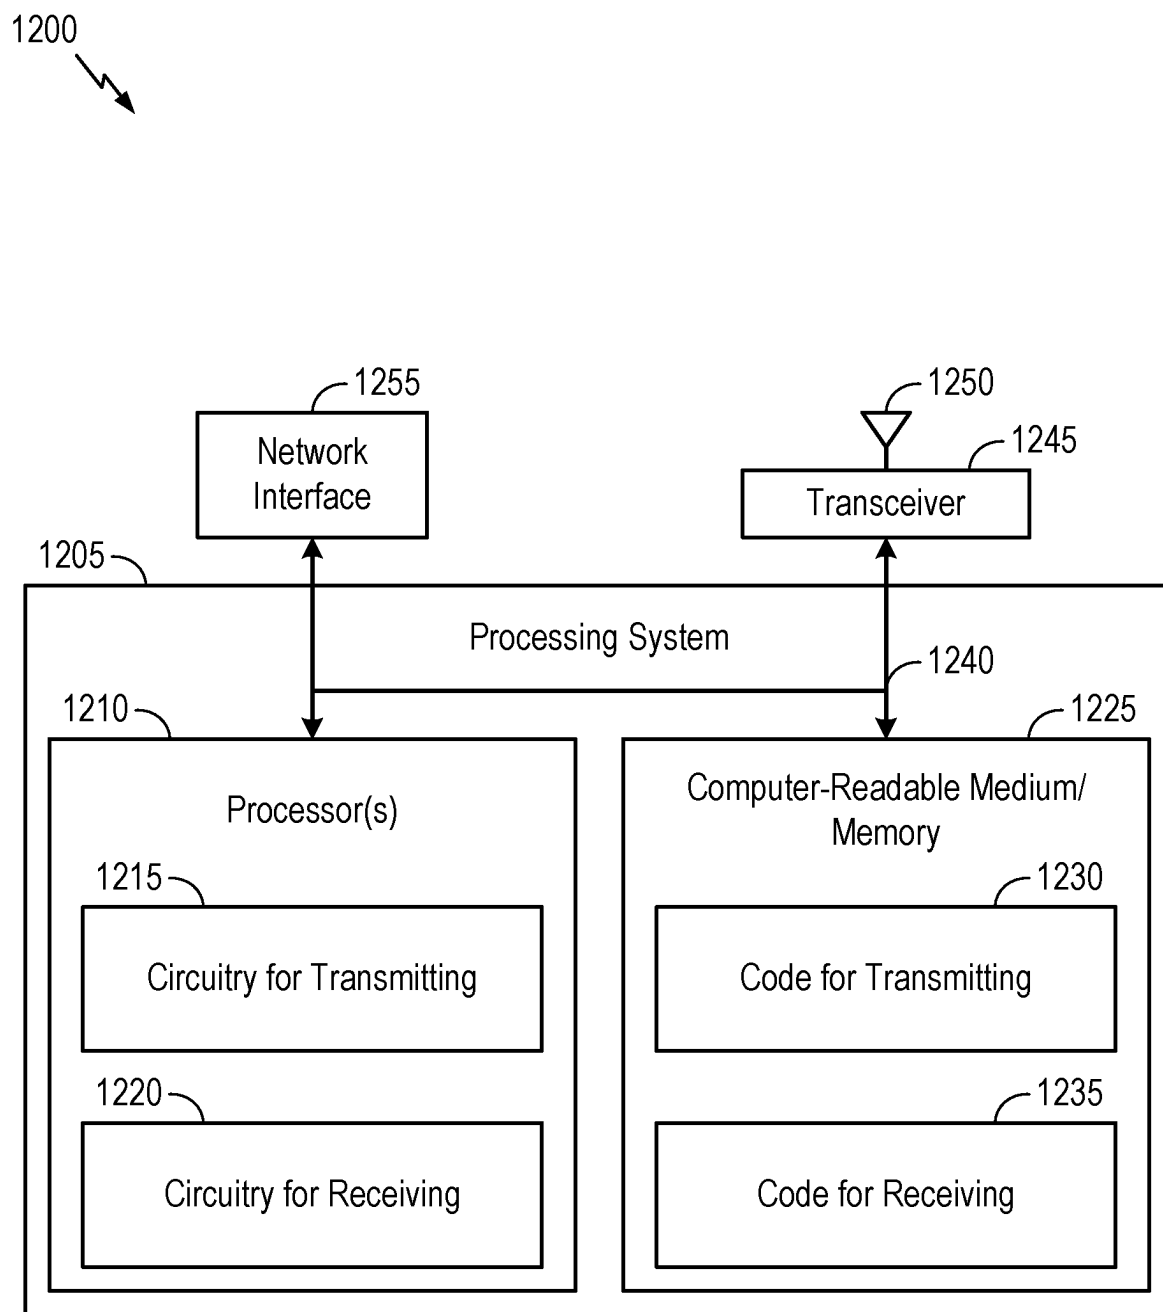 1200
1255
1250
Network
Interface
1245
Transceiver
1205
Processing System
1240
1210
1225
Processor(s)
Computer-Readable Medium/
Memory
1215
1230
Circuitry for Transmitting
Code for Transmitting
1220
1235
Circuitry for Receiving
Code for Receiving